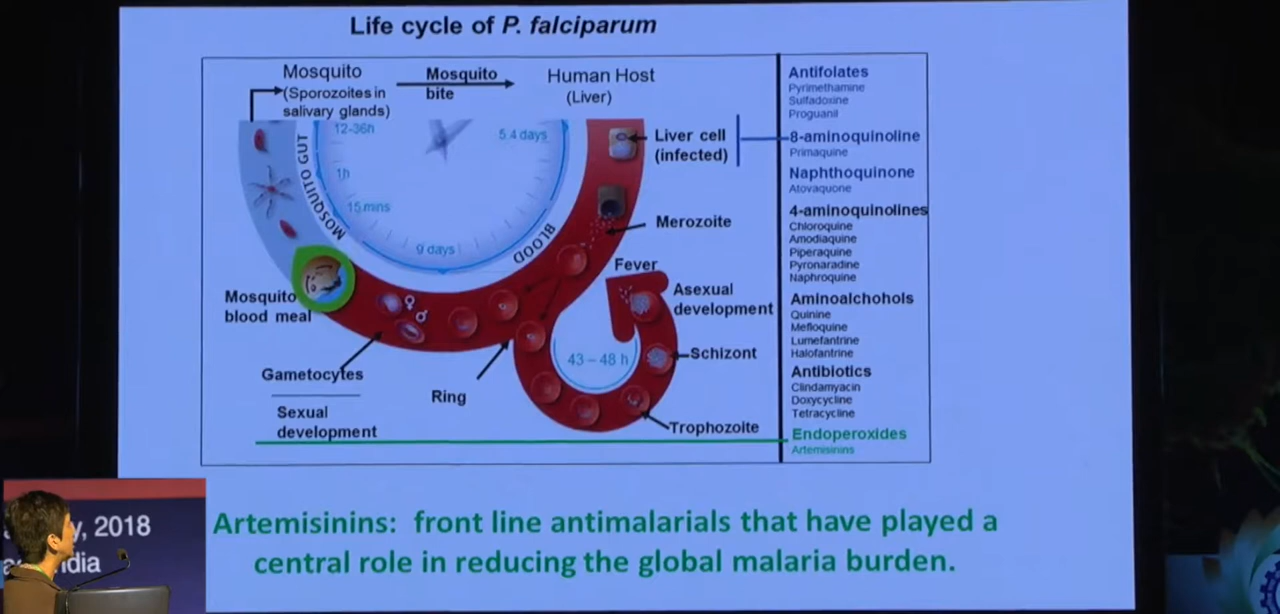 Life cycle of P. falciparum
Mosquito
(Sporozoites in
salivary glands)
Mosquito
bite
Human Host
(Liver)
12-36h
1h
15 mins
9 days
5.4 days
MOSQUITO GUT
BLOOD
Liver cell
(infected)
Merozoite
Fever
Asexual
development
43 – 48 h
Schizont
Trophozoite
Ring
Mosquito
blood meal
♀
♂
Gametocytes
Sexual
development
Antifolates
Pyrimethamine
Sulfadoxine
Proguanil
8-aminoquinoline
Primaquine
Naphthoquinone
Atovaquone
4-aminoquinolines
Chloroquine
Amodiaquine
Piperaquine
Pyronaradine
Naphroquine
Aminoalchohols
Quinine
Mefloquine
Lumefantrine
Halofantrine
Antibiotics
Clindamyacin
Doxycycline
Tetracycline
Endoperoxides
Artemisinins
Artemisinins: front line antimalarials that have played a
central role in reducing the global malaria burden.
y, 2018
dia